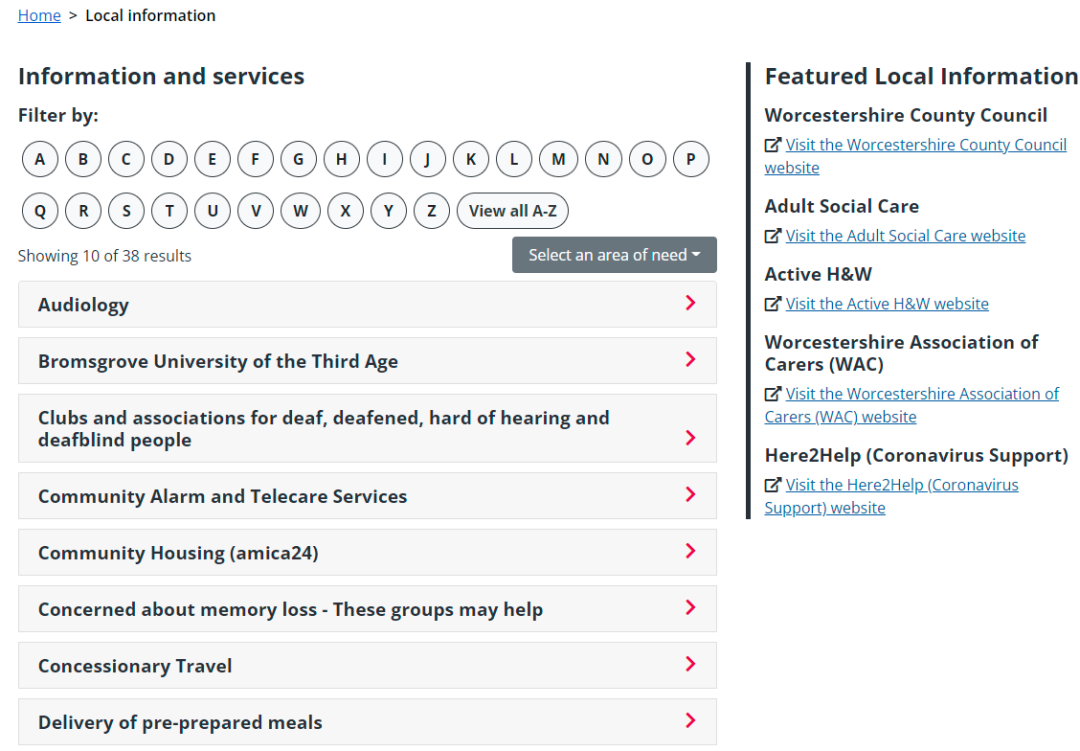 Home > Local information
Information and services
Filter by:
A B C D E F G H I J K L M N O P
Q R S T U V W X Y Z View all A-Z
Showing 10 of 38 results
Select an area of need
Audiology
Bromsgrove University of the Third Age
Clubs and associations for deaf, deafened, hard of hearing and
deafblind people
Community Alarm and Telecare Services
Community Housing (amica24)
Concerned about memory loss - These groups may help
Concessionary Travel
Delivery of pre-prepared meals
Featured Local Information
Worcestershire County Council
Visit the Worcestershire County Council
website
Adult Social Care
Visit the Adult Social Care website
Active H&W
Visit the Active H&W website
Worcestershire Association of
Carers (WAC)
Visit the Worcestershire Association of
Carers (WAC) website
Here2Help (Coronavirus Support)
Visit the Here2Help (Coronavirus
Support) website